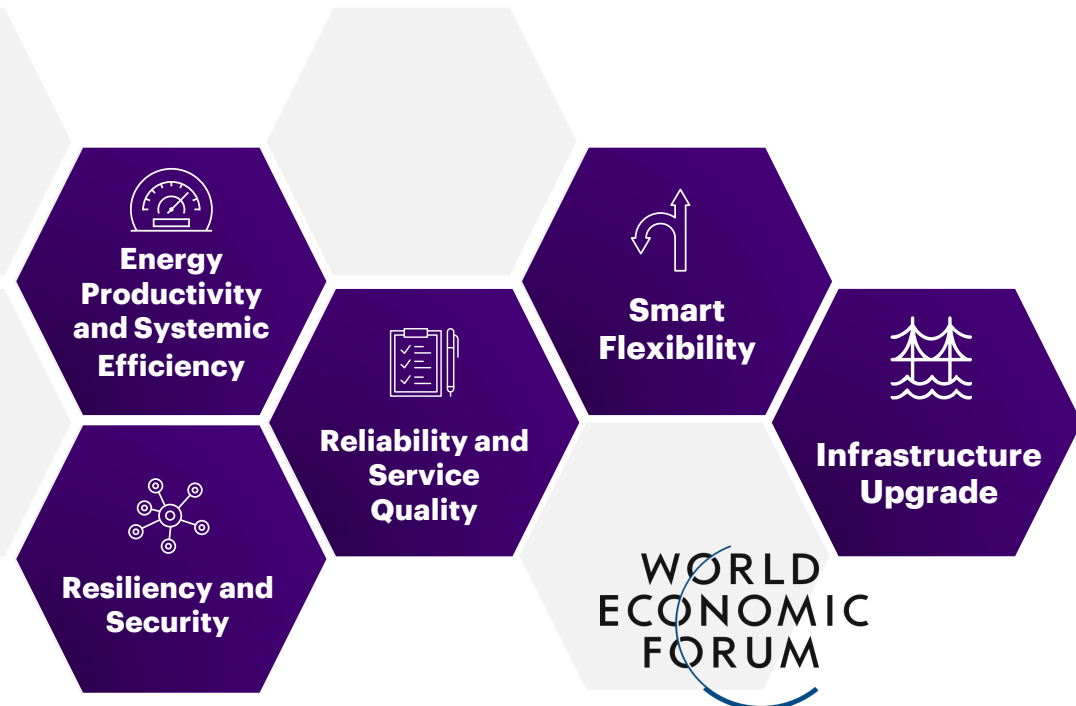 Energy
Productivity
and Systemic
Efficiency
Smart
Flexibility
Reliability and
Service
Quality
Infrastructure
Upgrade
Resiliency and
Security
WORLD
ECONOMIC
FORUM